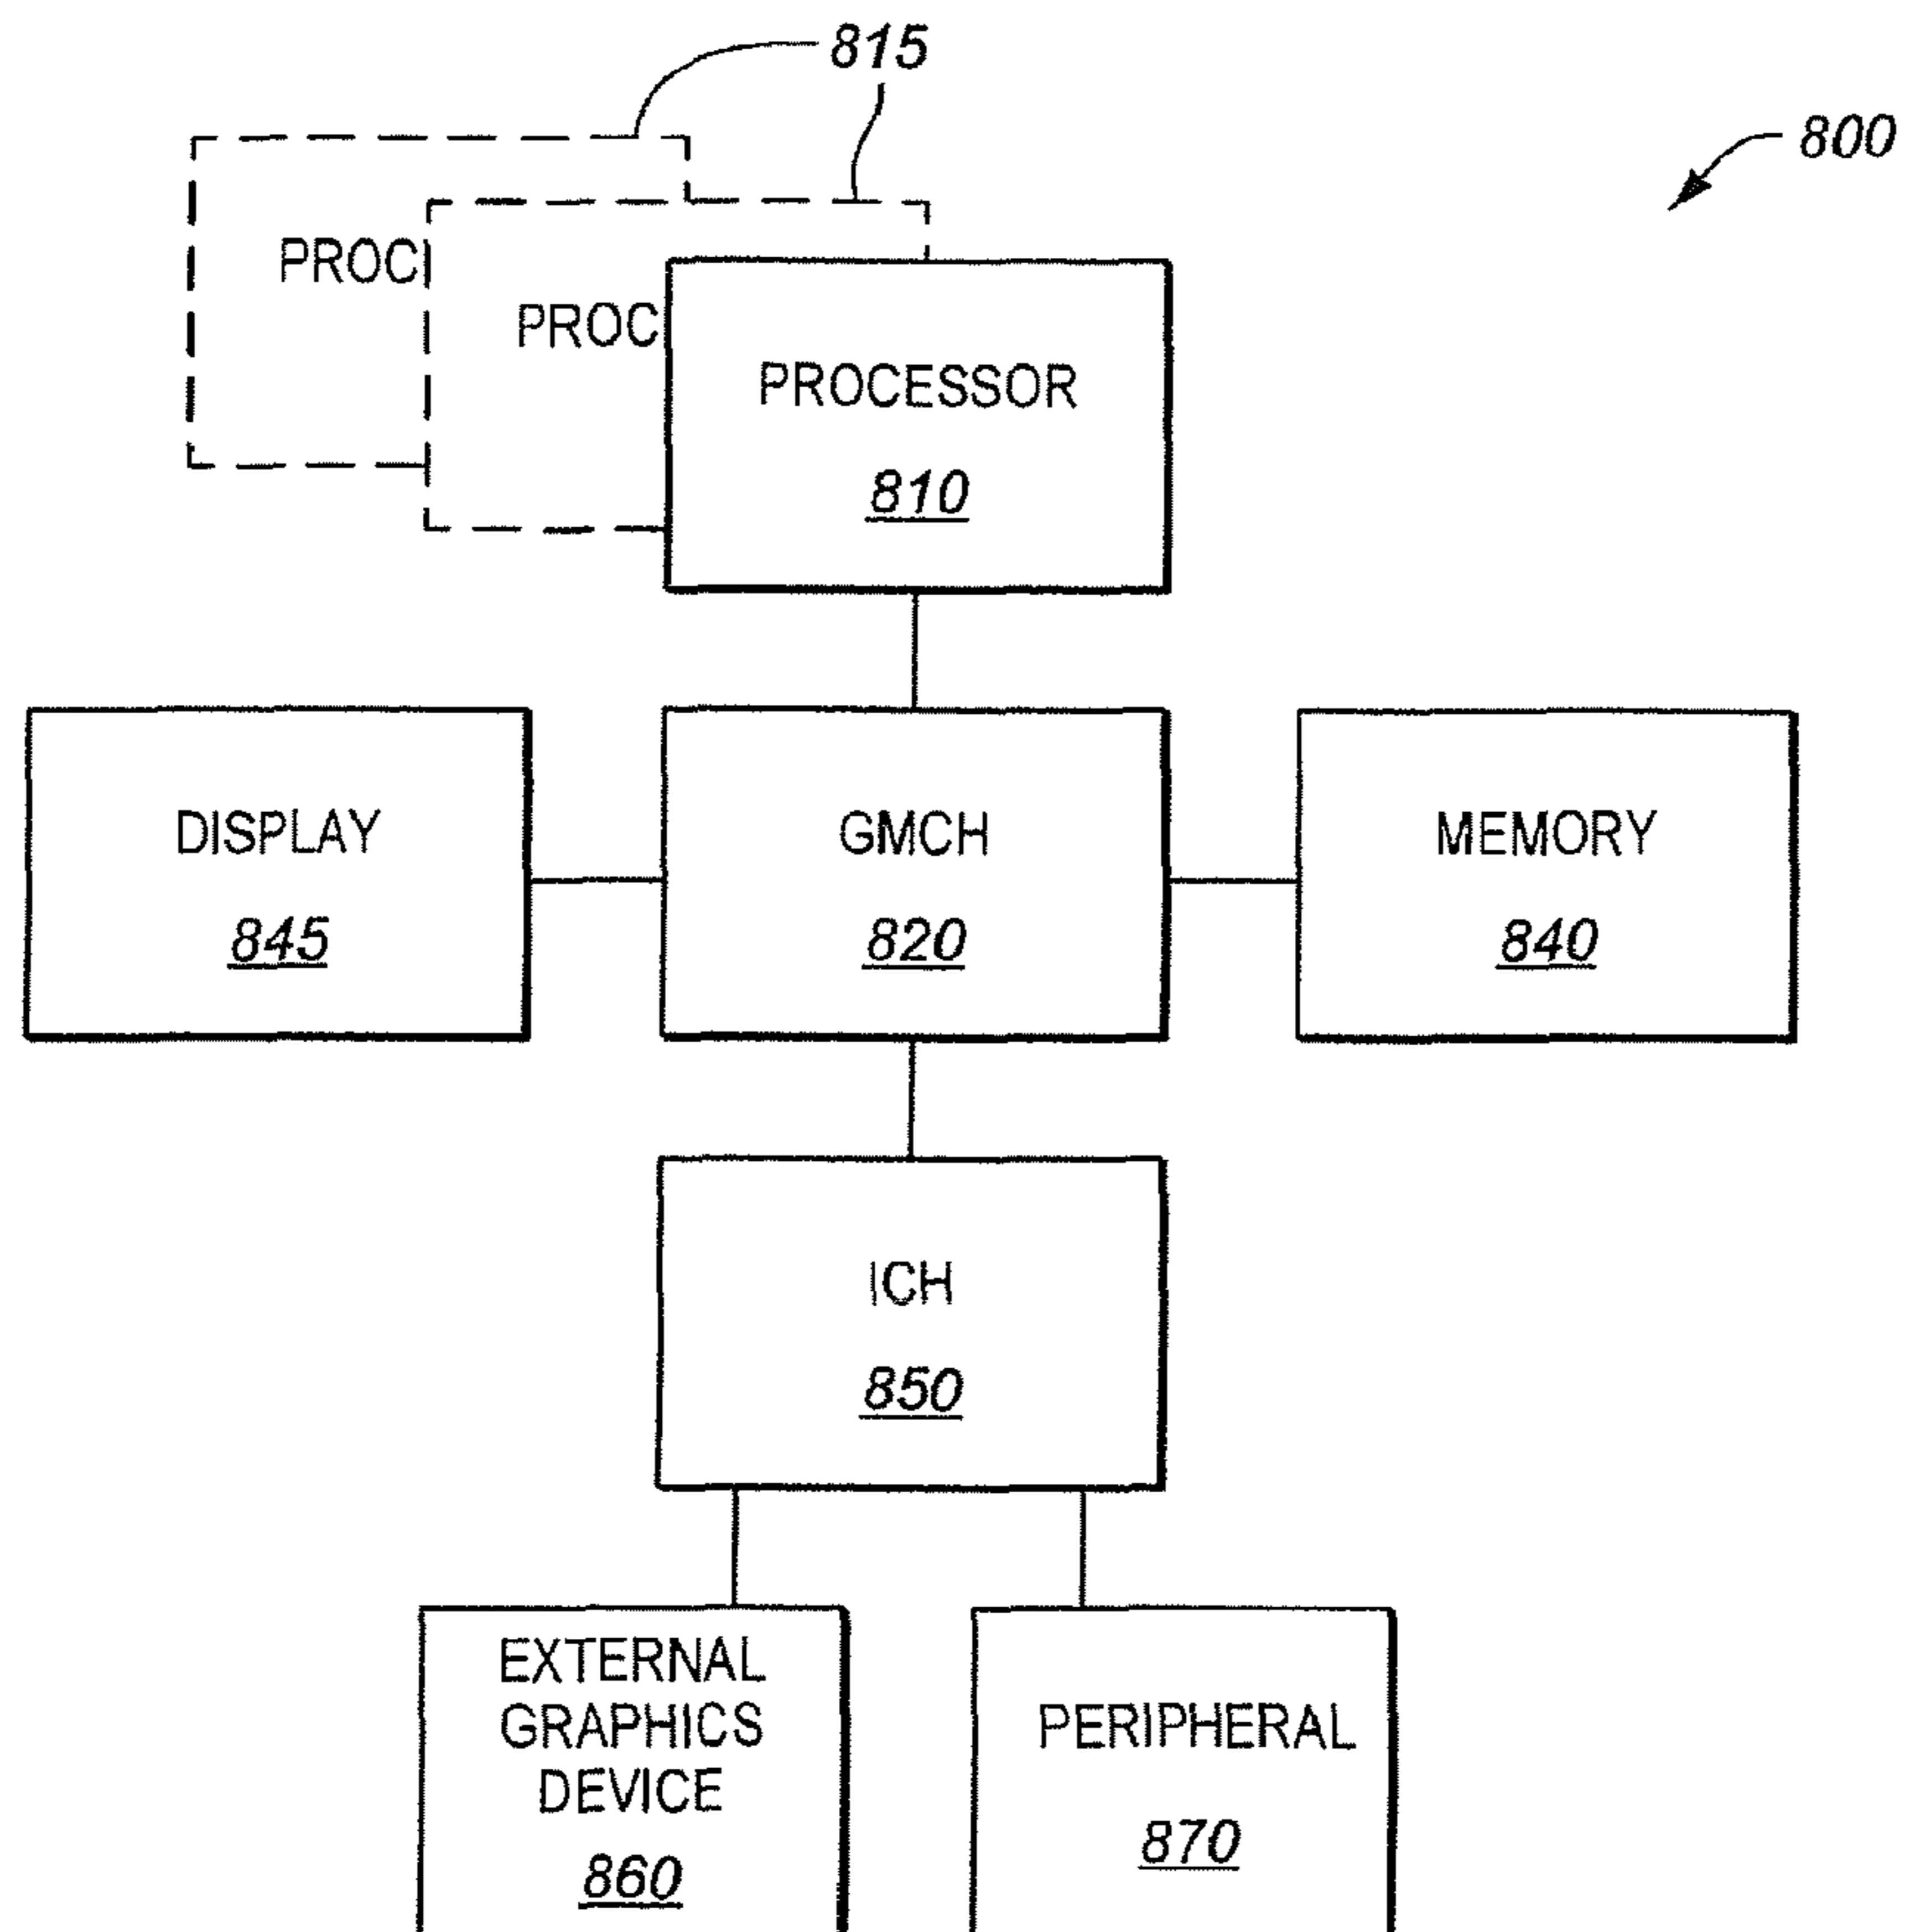 815
800
PROC
PROC
PROCESSOR
810
DISPLAY
845
GMCH
820
MEMORY
840
ICH
850
EXTERNAL
GRAPHICS
DEVICE
860
PERIPHERAL
870